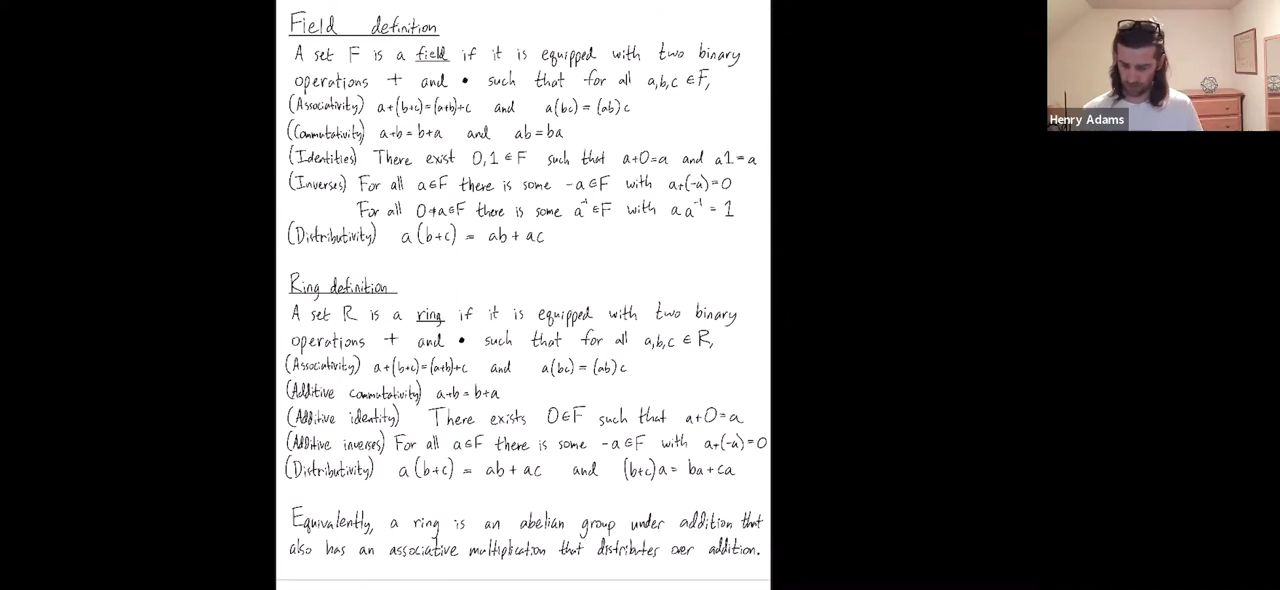 Field definition
A set F is a field if it is equipped with two binary
operations + and • such that for all a,b,c ∈ F,
(Associativity) a+(b+c)=(a+b)+c and a(bc)=(ab)c
(Commutativity) a+b=b+a and ab=ba
(Identities) There exist 0,1 ∈ F such that a+0=a and a1=a
(Inverses) For all a∈F there is some -a∈F with a+(-a)=0
For all 0≠a∈F there is some a⁻¹∈F with a a⁻¹ = 1
(Distributivity) a(b+c) = ab + ac
Ring definition
A set R is a ring if it is equipped with two binary
operations + and • such that for all a,b,c ∈ R,
(Associativity) a+(b+c)=(a+b)+c and a(bc)=(ab)c
(Additive commutativity) a+b=b+a
(Additive identity) There exists 0∈F such that a+0=a
(Additive inverses) For all a∈F there is some -a∈F with a+(-a)=0
(Distributivity) a(b+c) = ab + ac and (b+c)a = ba + ca
Equivalently, a ring is an abelian group under addition that
also has an associative multiplication that distributes over addition.
Henry Adams